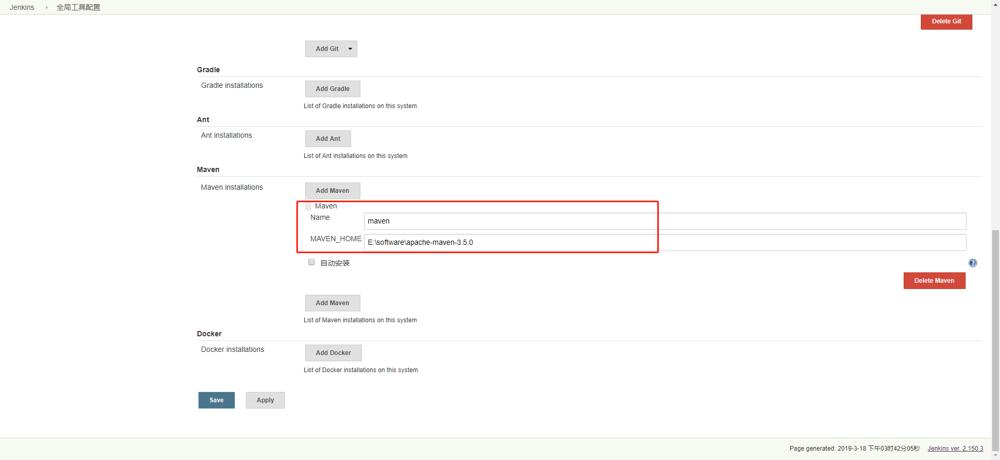 Jenkins 全局工具配置
Delete Git
Add Git
Gradle
Gradle installations
Add Gradle
List of Gradle installations on this system
Ant
Ant installations
Add Ant
List of Ant installations on this system
Maven
Maven installations
Add Maven
Maven
Name
maven
MAVEN_HOME
E:\software\apache-maven-3.5.0
自动安装
Delete Maven
Add Maven
List of Maven installations on this system
Docker
Docker installations
Add Docker
List of Docker installations on this system
Save Apply
Page generated: 2019-3-18 下午03时42分05秒 Jenkins ver. 2.150.3